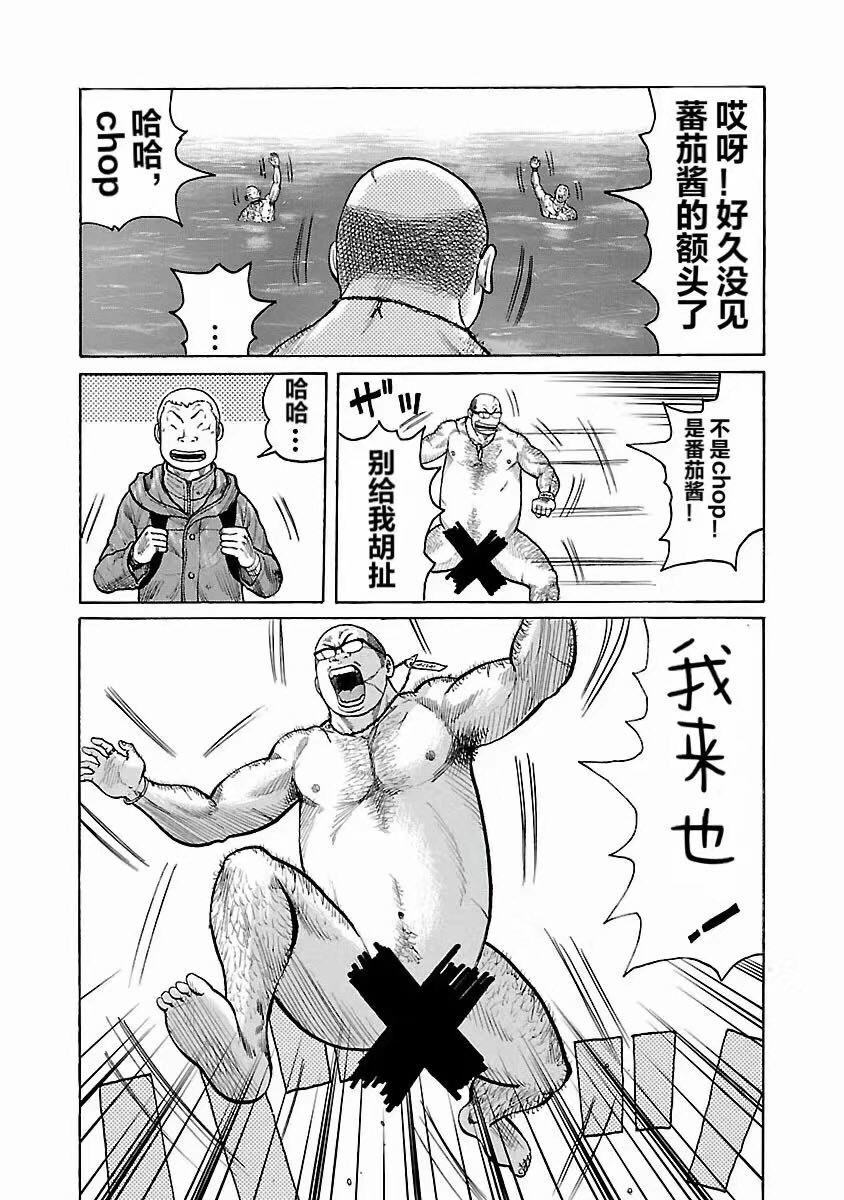 哎呀！好久没见
蕃茄酱的额头了
哈哈，
chop
…
不是chop！
是番茄酱！
ザッ
别给我胡扯
哈哈…
我来也！